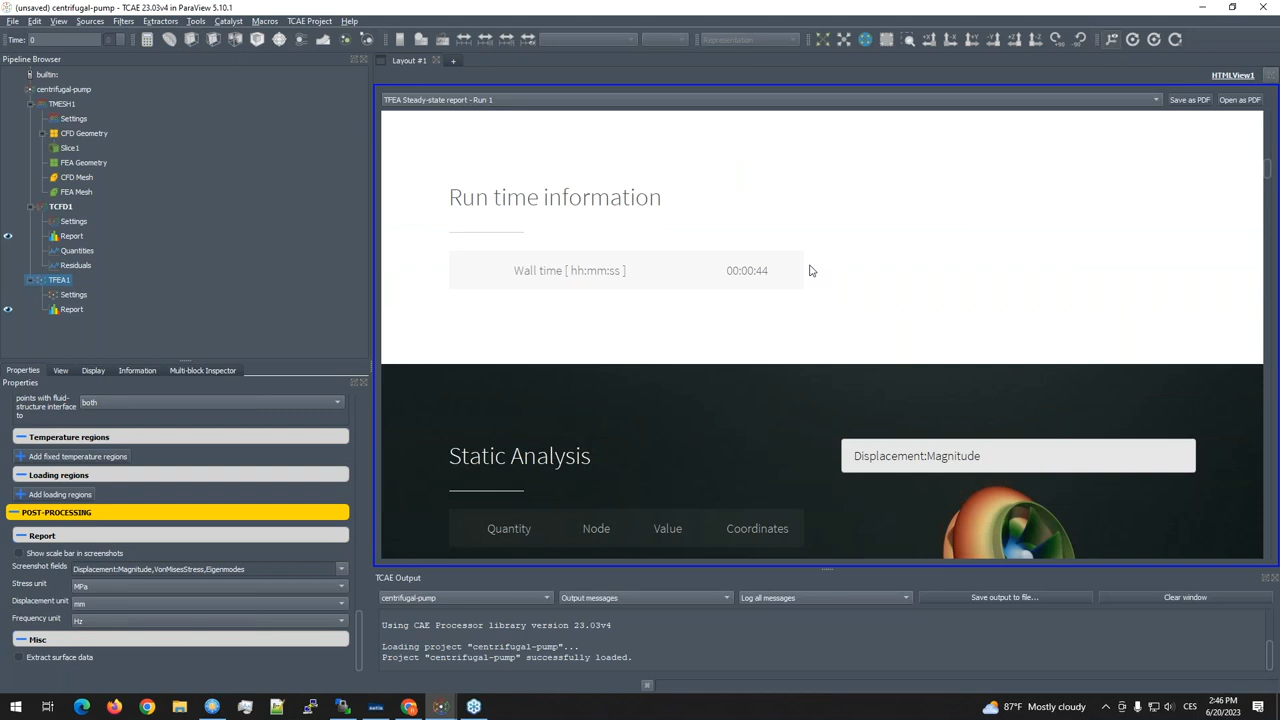 (unsaved) centrifugal-pump - TCAE 23.03v4 in ParaView 5.10.1
File Edit View Sources Filters Extractors Tools Catalyst Macros TCAE Project Help
Time: 0 Representation
Pipeline Browser
builtin:
centrifugal-pump
TMESH1
Settings
CFD Geometry
Slice1
FEA Geometry
CFD Mesh
FEA Mesh
TCFD1
Settings
Report
Quantities
Residuals
TFEA1
Settings
Report
Properties View Display Information Multi-block Inspector
Properties
points with fluid-
structure interface
to
both
Temperature regions
Add fixed temperature regions
Loading regions
Add loading regions
POST-PROCESSING
Report
Show scale bar in screenshots
Screenshot fields Displacement:Magnitude,VonMisesStress,Eigenmodes
Stress unit MPa
Displacement unit mm
Frequency unit Hz
Misc
Extract surface data
Layout #1 +
HTMLView1
TFEA Steady-state report - Run 1 Save as PDF Open as PDF
Run time information
Wall time [ hh:mm:ss ] 00:00:44
Static Analysis
Displacement:Magnitude
Quantity Node Value Coordinates
TCAE Output
centrifugal-pump Output messages Log all messages Save output to file... Clear window
Using CAE Processor library version 23.03v4
Loading project "centrifugal-pump"...
Project "centrifugal-pump" successfully loaded.
87°F Mostly cloudy CES 2:46 PM
6/20/2023